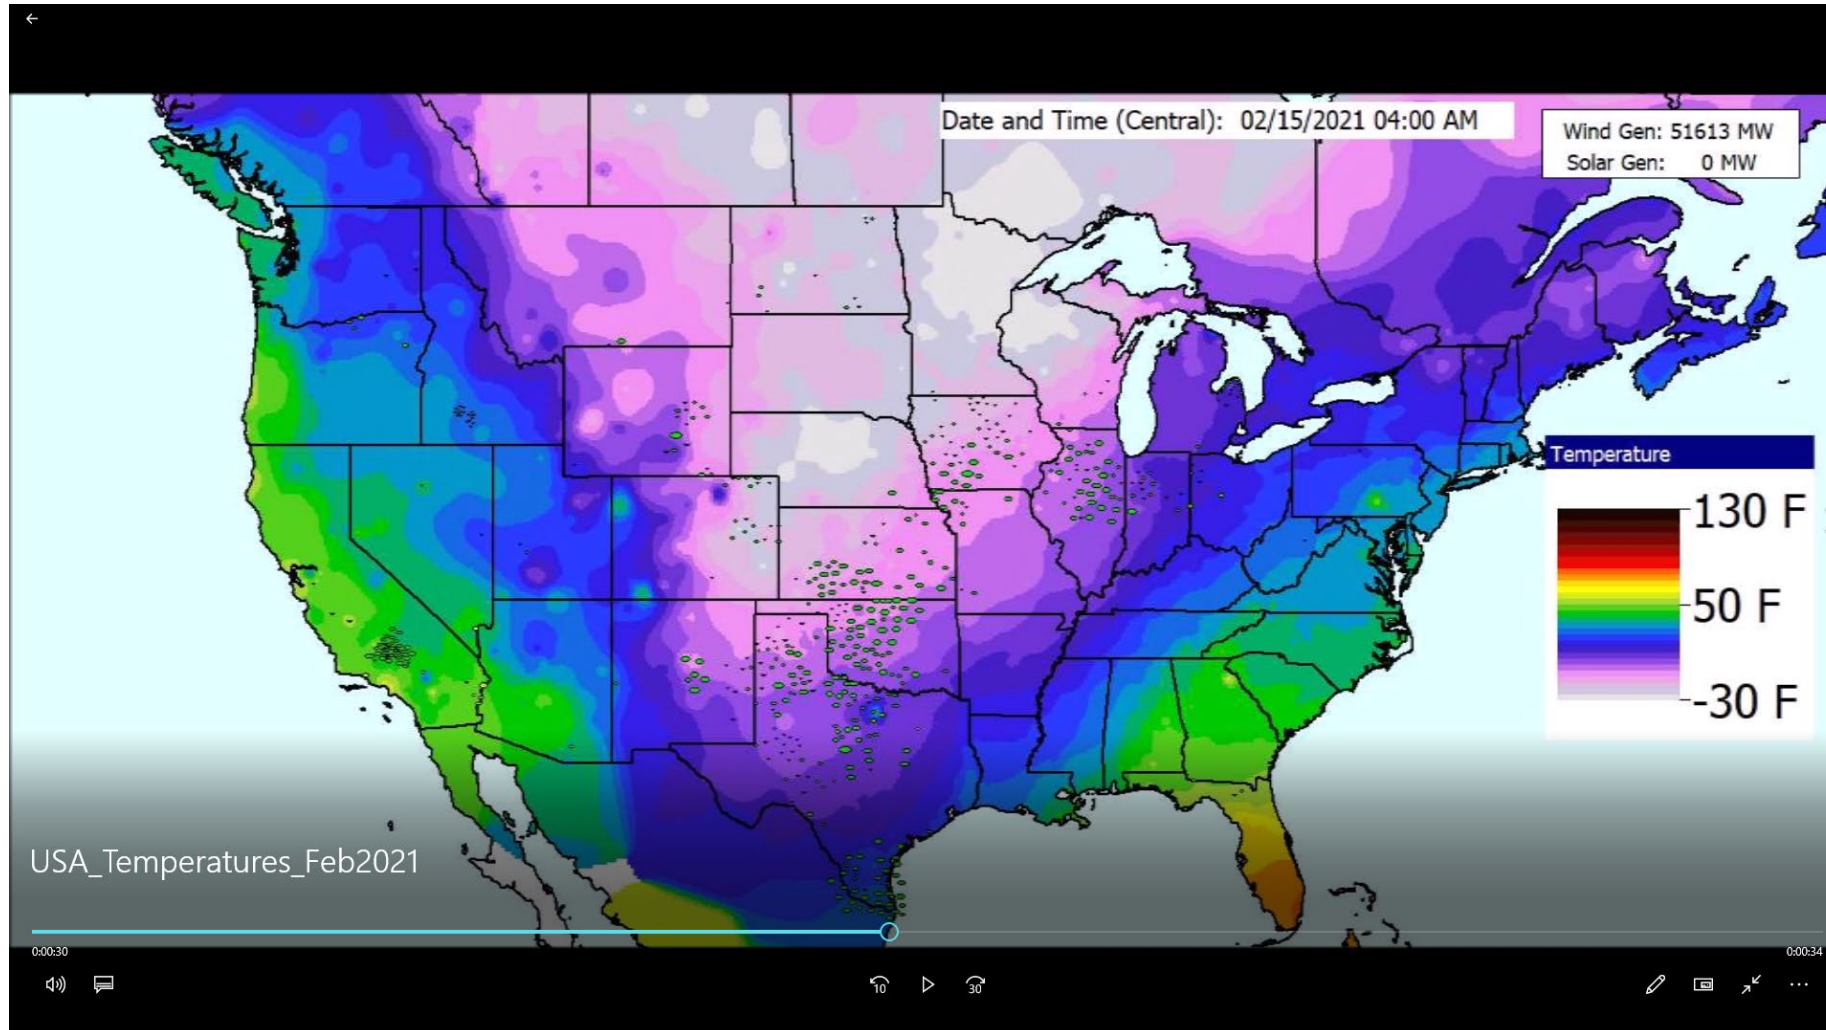 Date and Time (Central): 02/15/2021 04:00 AM
Wind Gen: 51613 MW
Solar Gen: 0 MW
Temperature
130 F
50 F
-30 F
USA_Temperatures_Feb2021
0:00:30
0:00:34
10
30